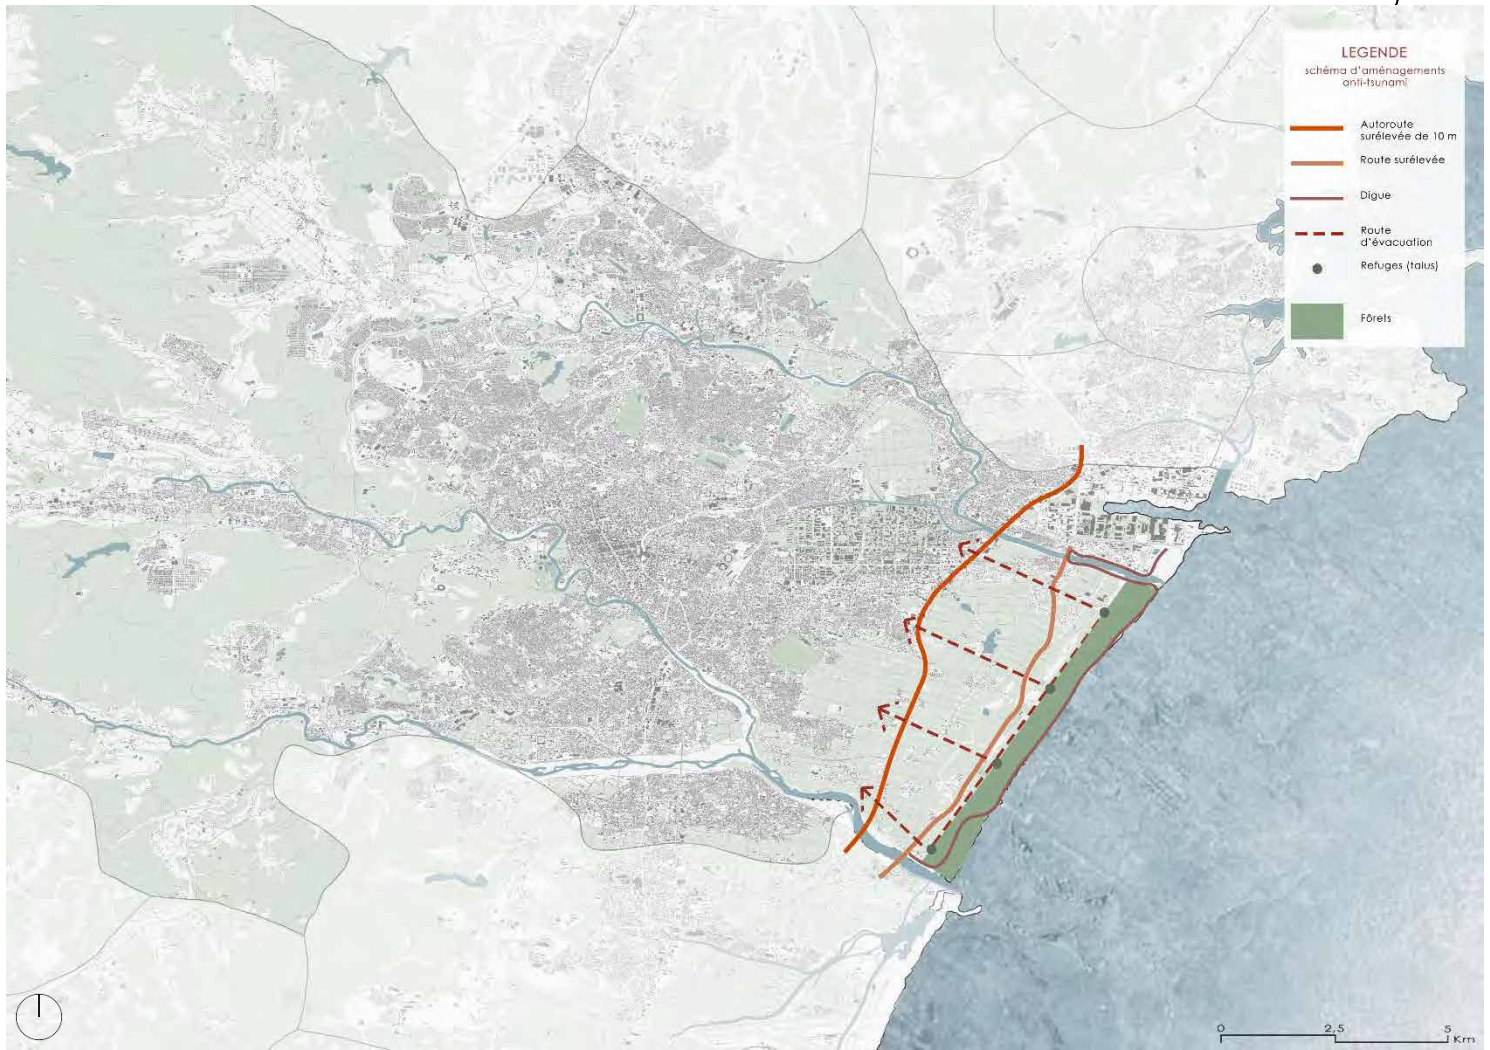 LEGENDE
schéma d'aménagements
anti-tsunami
Autoroute
surélevée de 10 m
Route surélevée
Digue
Route
d'évacuation
Refuges (talus)
Fôrets
0 2,5 5
Km